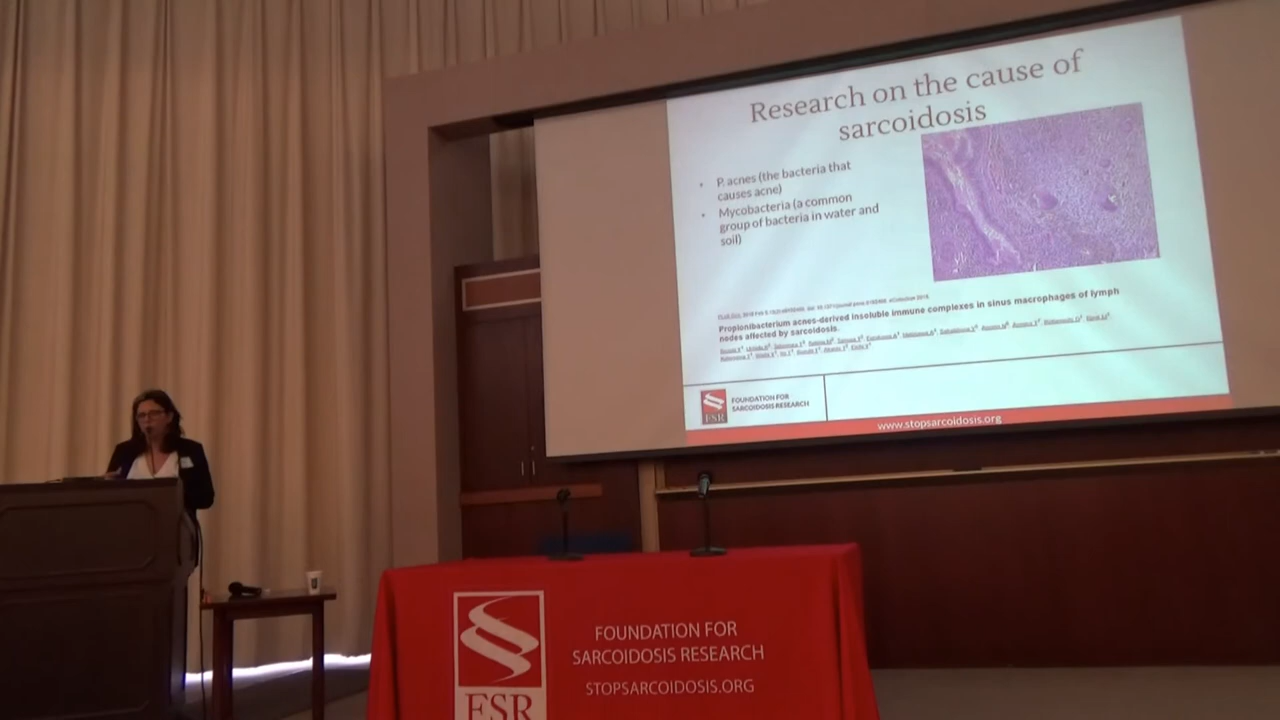 Research on the cause of
sarcoidosis
• P. acnes (the bacteria that
causes acne)
• Mycobacteria (a common
group of bacteria in water and
soil)
Propionibacterium acnes-derived insoluble immune complexes in sinus macrophages of lymph
nodes affected by sarcoidosis.
FSR
FOUNDATION FOR
SARCOIDOSIS RESEARCH
www.stopsarcoidosis.org
FSR
FOUNDATION FOR
SARCOIDOSIS RESEARCH
STOPSARCOIDOSIS.ORG